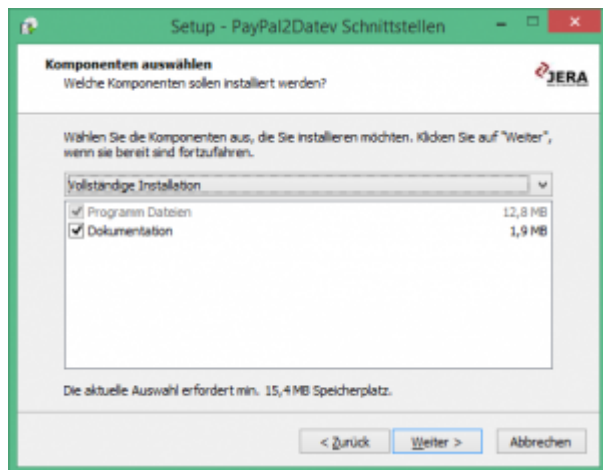 Setup - PayPal2Datev Schnittstellen
Komponenten auswählen
Welche Komponenten sollen installiert werden?
JERA
Wählen Sie die Komponenten aus, die Sie installieren möchten. Klicken Sie auf "Weiter",
wenn sie bereit sind fortzufahren.
Vollständige Installation
Programm Dateien 12,8 MB
Dokumentation 1,9 MB
Die aktuelle Auswahl erfordert min. 15,4 MB Speicherplatz.
< Zurück Weiter > Abbrechen